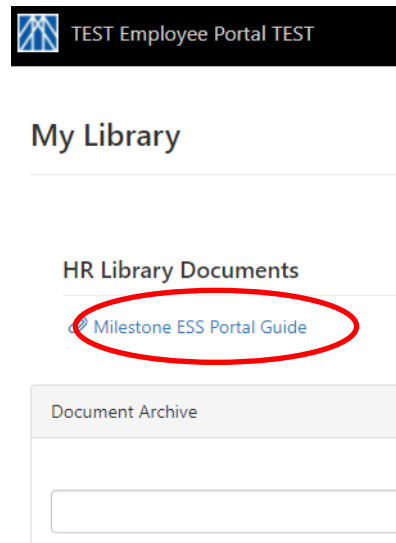 TEST Employee Portal TEST
My Library
HR Library Documents
Milestone ESS Portal Guide
Document Archive